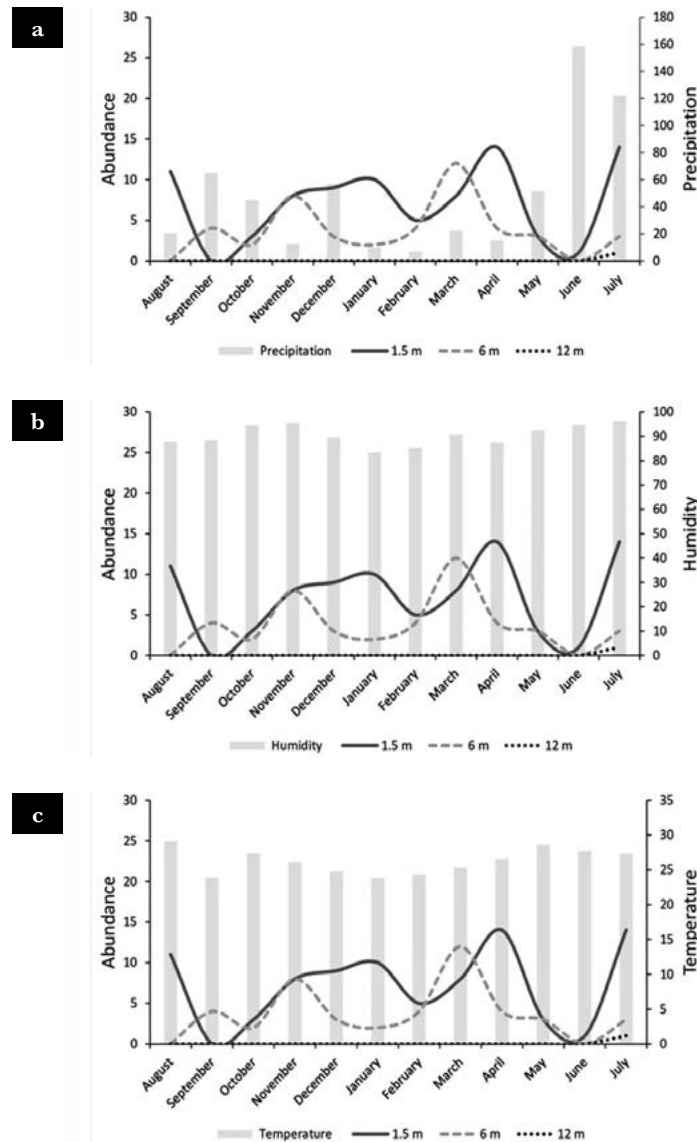 a
30
25
20
15
10
5
0
Abundance
180
160
140
120
100
80
60
40
20
0
Precipitation
August
September
October
November
December
January
February
March
April
May
June
July
Precipitation 1.5 m 6 m 12 m
b
30
25
20
15
10
5
0
Abundance
100
90
80
70
60
50
40
30
20
10
0
Humidity
August
September
October
November
December
January
February
March
April
May
June
July
Humidity 1.5 m 6 m 12 m
c
30
25
20
15
10
5
0
Abundance
35
30
25
20
15
10
5
0
Temperature
August
September
October
November
December
January
February
March
April
May
June
July
Temperature 1.5 m 6 m 12 m